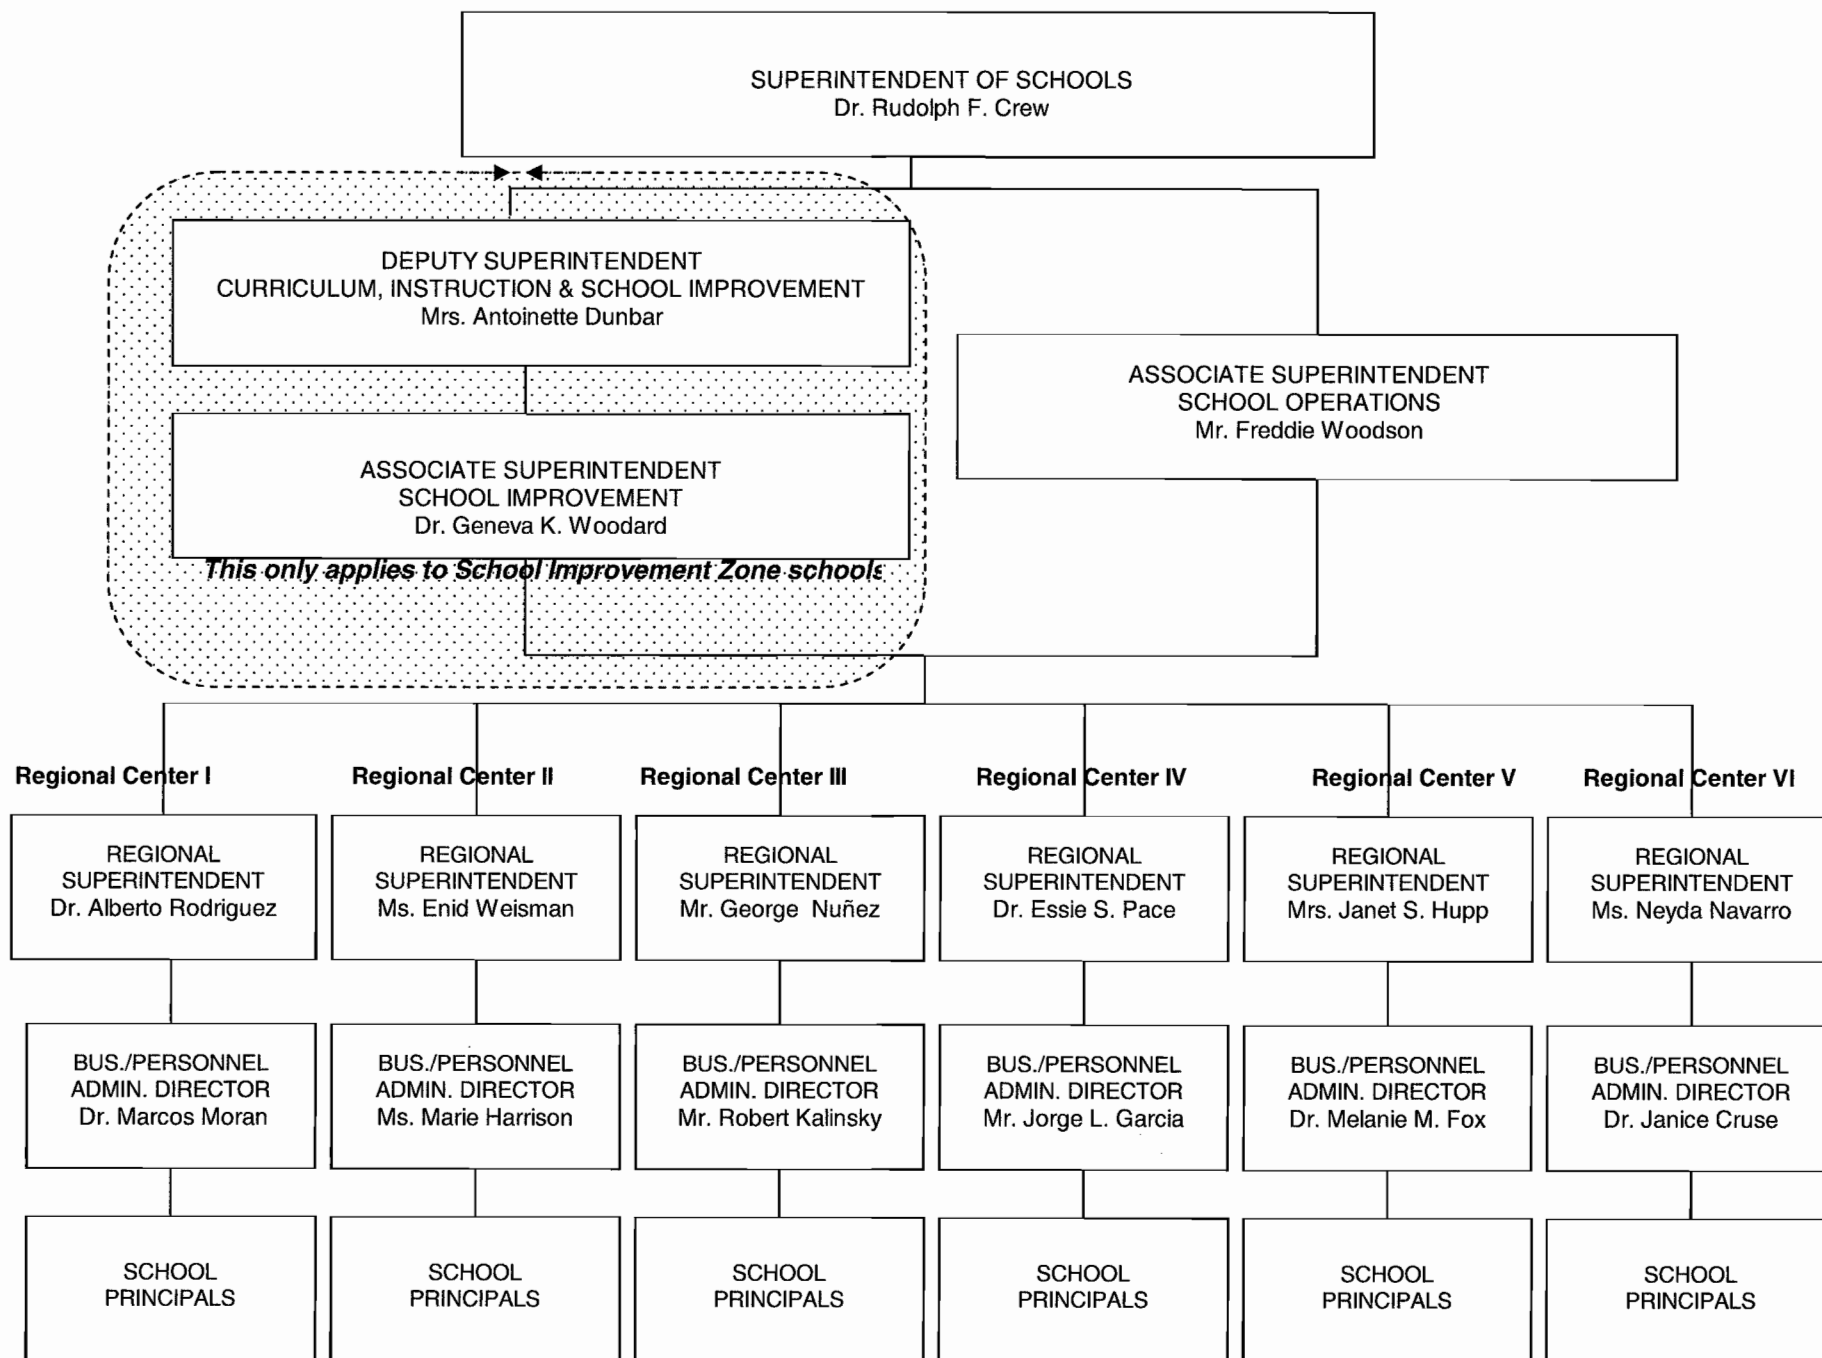 SUPERINTENDENT OF SCHOOLS
Dr. Rudolph F. Crew
DEPUTY SUPERINTENDENT
CURRICULUM, INSTRUCTION & SCHOOL IMPROVEMENT
Mrs. Antoinette Dunbar
ASSOCIATE SUPERINTENDENT
SCHOOL OPERATIONS
Mr. Freddie Woodson
ASSOCIATE SUPERINTENDENT
SCHOOL IMPROVEMENT
Dr. Geneva K. Woodard
This only applies to School Improvement Zone schools
Regional Center I
REGIONAL
SUPERINTENDENT
Dr. Alberto Rodriguez
BUS./PERSONNEL
ADMIN. DIRECTOR
Dr. Marcos Moran
SCHOOL
PRINCIPALS
Regional Center II
REGIONAL
SUPERINTENDENT
Ms. Enid Weisman
BUS./PERSONNEL
ADMIN. DIRECTOR
Ms. Marie Harrison
SCHOOL
PRINCIPALS
Regional Center III
REGIONAL
SUPERINTENDENT
Mr. George Nuñez
BUS./PERSONNEL
ADMIN. DIRECTOR
Mr. Robert Kalinsky
SCHOOL
PRINCIPALS
Regional Center IV
REGIONAL
SUPERINTENDENT
Dr. Essie S. Pace
BUS./PERSONNEL
ADMIN. DIRECTOR
Mr. Jorge L. Garcia
SCHOOL
PRINCIPALS
Regional Center V
REGIONAL
SUPERINTENDENT
Mrs. Janet S. Hupp
BUS./PERSONNEL
ADMIN. DIRECTOR
Dr. Melanie M. Fox
SCHOOL
PRINCIPALS
Regional Center VI
REGIONAL
SUPERINTENDENT
Ms. Neyda Navarro
BUS./PERSONNEL
ADMIN. DIRECTOR
Dr. Janice Cruse
SCHOOL
PRINCIPALS